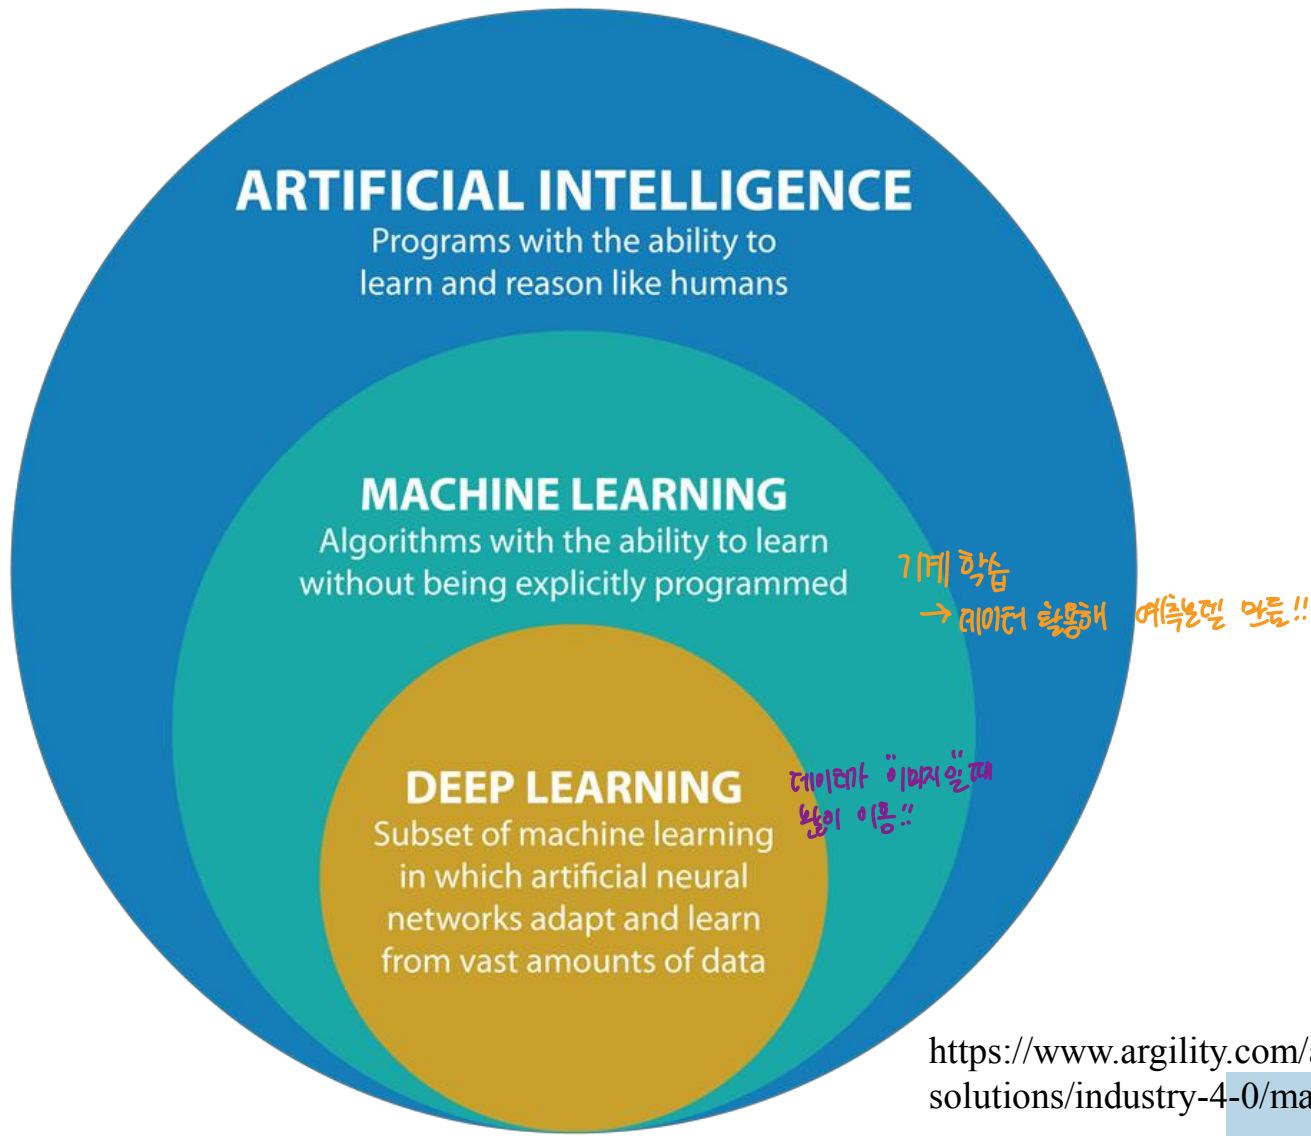 ARTIFICIAL INTELLIGENCE
Programs with the ability to
learn and reason like humans
MACHINE LEARNING
Algorithms with the ability to learn
without being explicitly programmed
기계 학습
→ 데이터 활용해 예측모델 만듦!!
DEEP LEARNING
Subset of machine learning
in which artificial neural
networks adapt and learn
from vast amounts of data
데이터가 "이미지"일 때
많이 이용!!
https://www.argility.com/
solutions/industry-4-0/ma